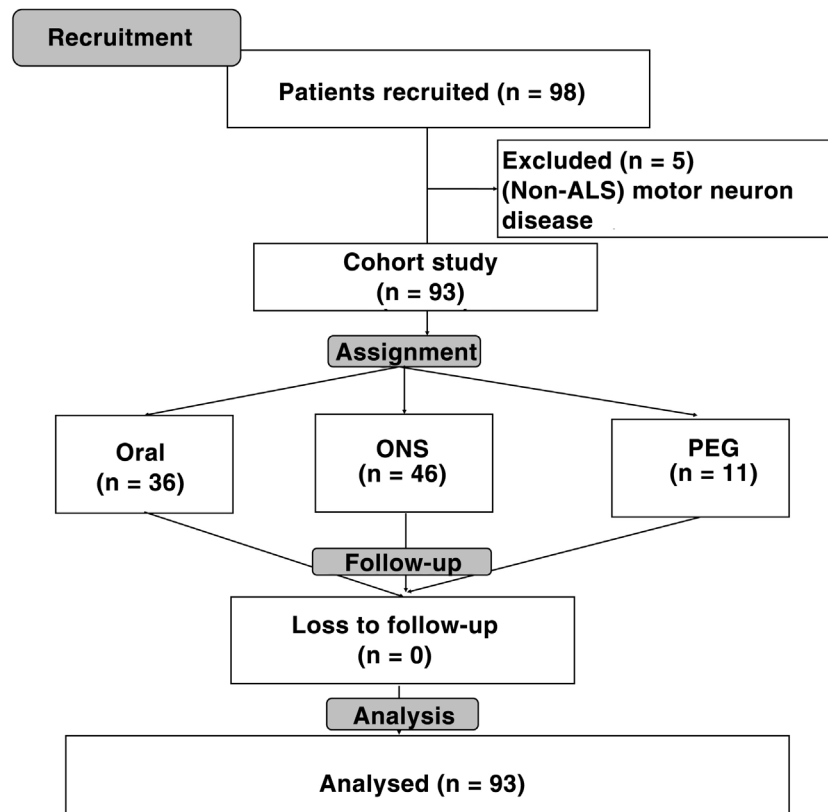 Recruitment
Patients recruited (n = 98)
Excluded (n = 5)
(Non-ALS) motor neuron
disease
Cohort study
(n = 93)
Assignment
Oral
(n = 36)
ONS
(n = 46)
PEG
(n = 11)
Follow-up
Loss to follow-up
(n = 0)
Analysis
Analysed (n = 93)